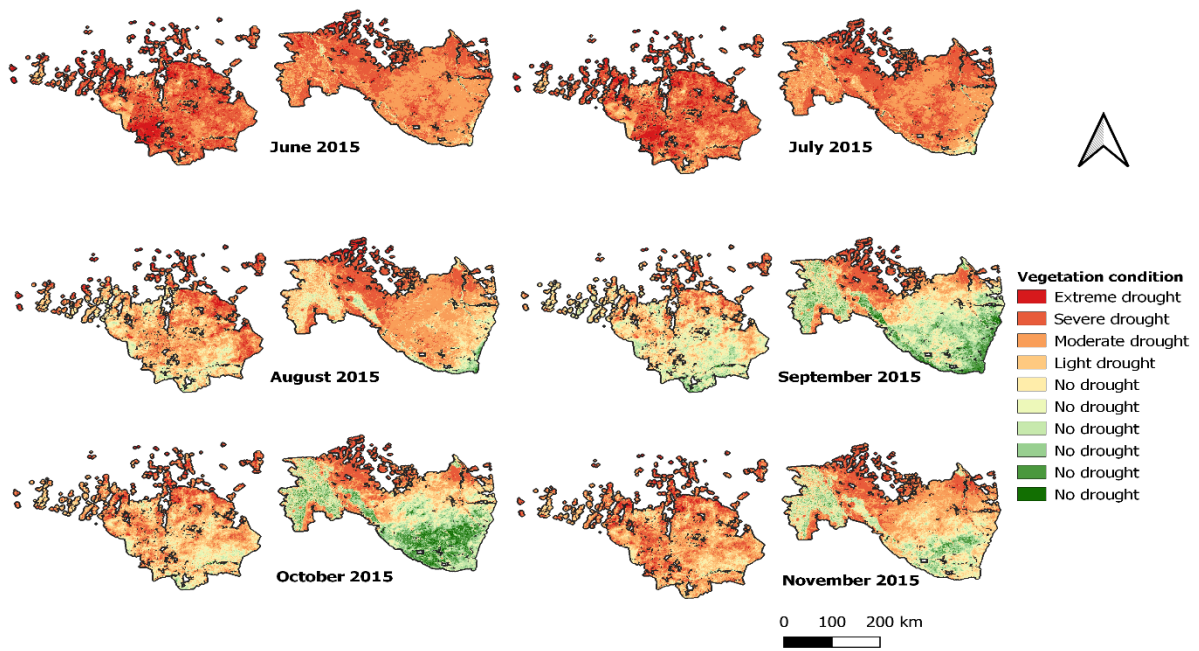 June 2015
July 2015
August 2015
September 2015
October 2015
November 2015
Vegetation condition
Extreme drought
Severe drought
Moderate drought
Light drought
No drought
No drought
No drought
No drought
No drought
No drought
0 100 200 km